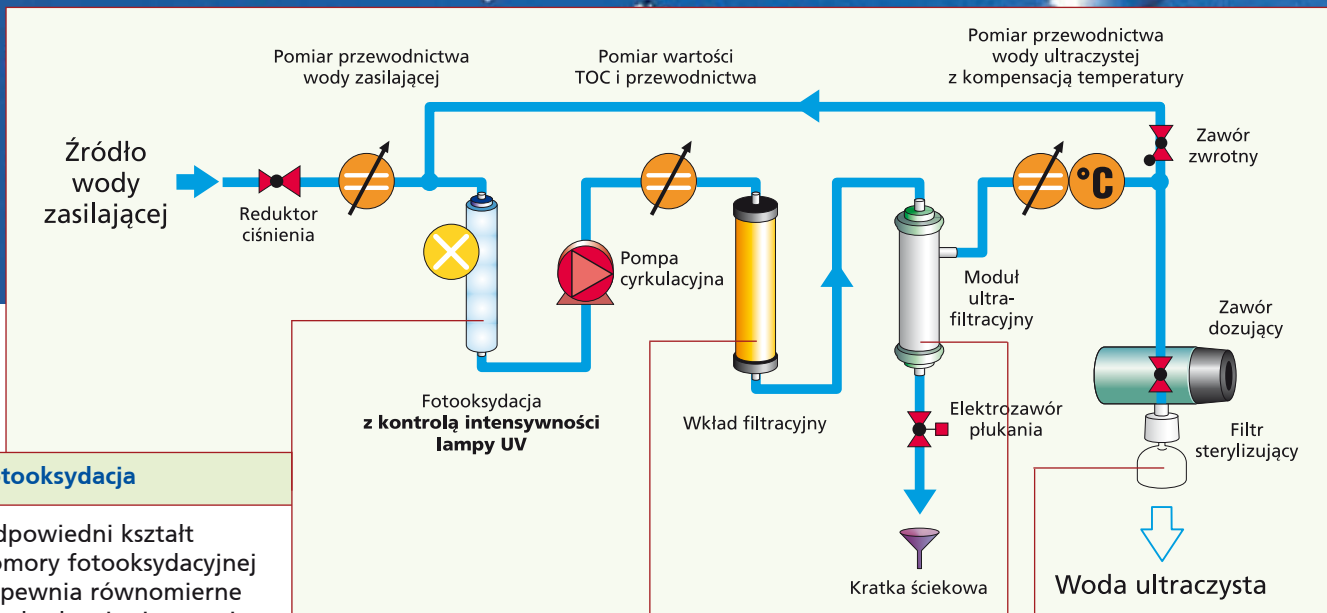 Pomiar przewodnictwa
wody zasilającej
Pomiar wartości
TOC i przewodnictwa
Pomiar przewodnictwa
wody ultraczystej
z kompensacją temperatury
Źródło
wody
zasilającej
Reduktor
ciśnienia
Pompa
cyrkulacyjna
°C
Zawór
zwrotny
Moduł
ultra-
filtracyjny
Zawór
dozujący
Fotooksydacja
z kontrolą intensywności
lampy UV
Wkład filtracyjny
Elektrozawór
płukania
Filtr
sterylizujący
Kratka ściekowa
Woda ultraczysta
otooksydacja
dpowiedni kształt
omory fotooksydacyjnej
pewnia równomierne